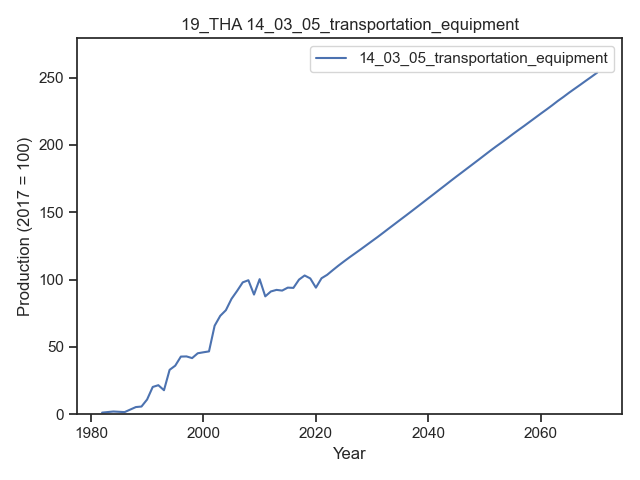 19_THA 14_03_05_transportation_equipment
14_03_05_transportation_equipment
Production (2017 = 100)
250
200
150
100
50
0
1980
2000
2020
2040
2060
Year